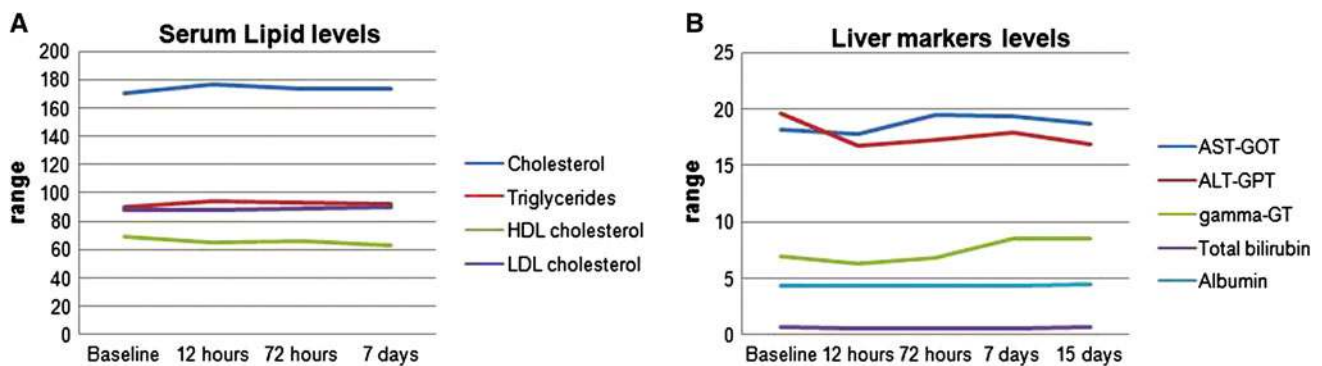 A
Serum Lipid levels
200
180
160
140
120
100
80
60
40
20
0
range
Baseline 12 hours 72 hours 7 days
Cholesterol
Triglycerides
HDL cholesterol
LDL cholesterol
B
Liver markers levels
25
20
15
10
5
0
range
Baseline 12 hours 72 hours 7 days 15 days
AST-GOT
ALT-GPT
gamma-GT
Total bilirubin
Albumin